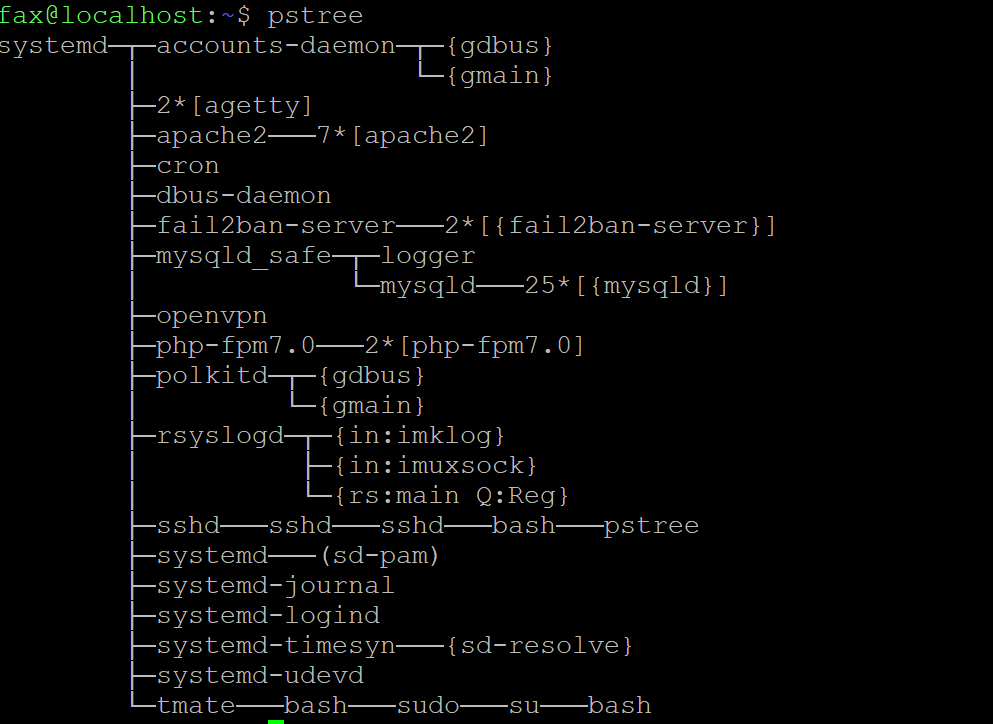 fax@localhost:~$ pstree
systemd─┬─accounts-daemon─┬─{gdbus}
        │                 └─{gmain}
        ├─2*[agetty]
        ├─apache2───7*[apache2]
        ├─cron
        ├─dbus-daemon
        ├─fail2ban-server───2*[{fail2ban-server}]
        ├─mysqld_safe─┬─logger
        │             └─mysqld───25*[{mysqld}]
        ├─openvpn
        ├─php-fpm7.0───2*[php-fpm7.0]
        ├─polkitd─┬─{gdbus}
        │         └─{gmain}
        ├─rsyslogd─┬─{in:imklog}
        │          ├─{in:imuxsock}
        │          └─{rs:main Q:Reg}
        ├─sshd───sshd───sshd───bash───pstree
        ├─systemd───(sd-pam)
        ├─systemd-journal
        ├─systemd-logind
        ├─systemd-timesyn───{sd-resolve}
        ├─systemd-udevd
        └─tmate───bash───sudo───su───bash